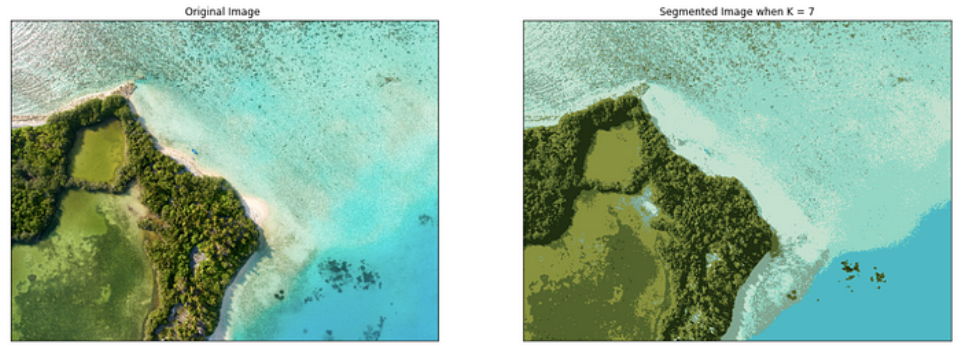 Original Image
Segmented Image when K = 7